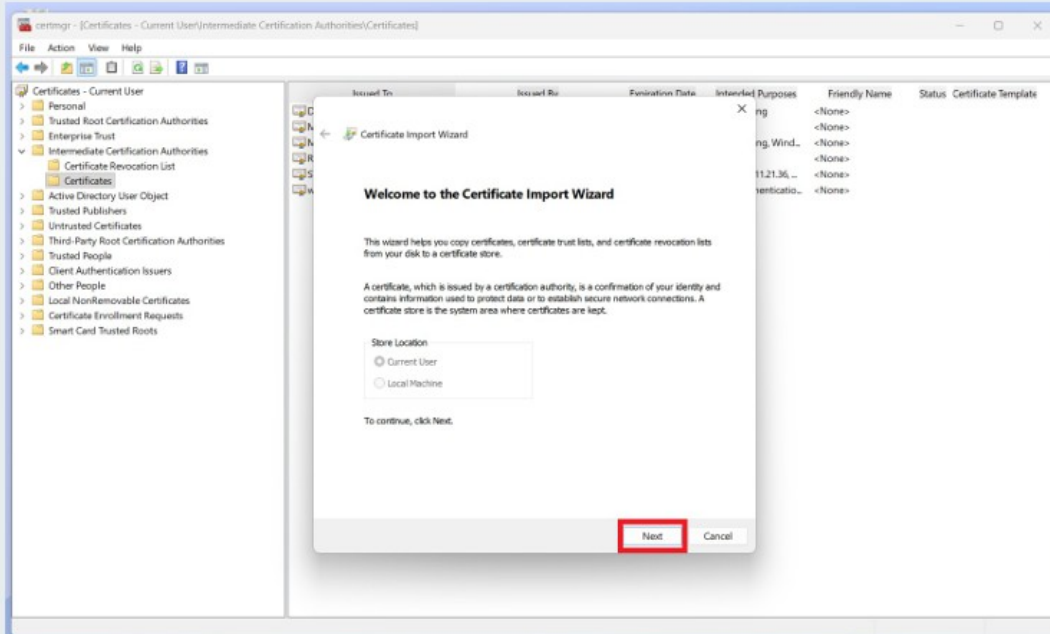 certmgr - [Certificates - Current User\Intermediate Certification Authorities\Certificates]
File Action View Help
Certificates - Current User
Personal
Trusted Root Certification Authorities
Enterprise Trust
Intermediate Certification Authorities
Certificate Revocation List
Certificates
Active Directory User Object
Trusted Publishers
Untrusted Certificates
Third-Party Root Certification Authorities
Trusted People
Client Authentication Issuers
Other People
Local NonRemovable Certificates
Certificate Enrollment Requests
Smart Card Trusted Roots
Issued To Issued By Expiration Date Intended Purposes Friendly Name Status Certificate Template
ng <None>
<None>
ng, Wind... <None>
<None>
11.21.36, ... <None>
henticatio... <None>
Certificate Import Wizard
Welcome to the Certificate Import Wizard
This wizard helps you copy certificates, certificate trust lists, and certificate revocation lists
from your disk to a certificate store.
A certificate, which is issued by a certification authority, is a confirmation of your identity and
contains information used to protect data or to establish secure network connections. A
certificate store is the system area where certificates are kept.
Store Location
Current User
Local Machine
To continue, click Next.
Next Cancel